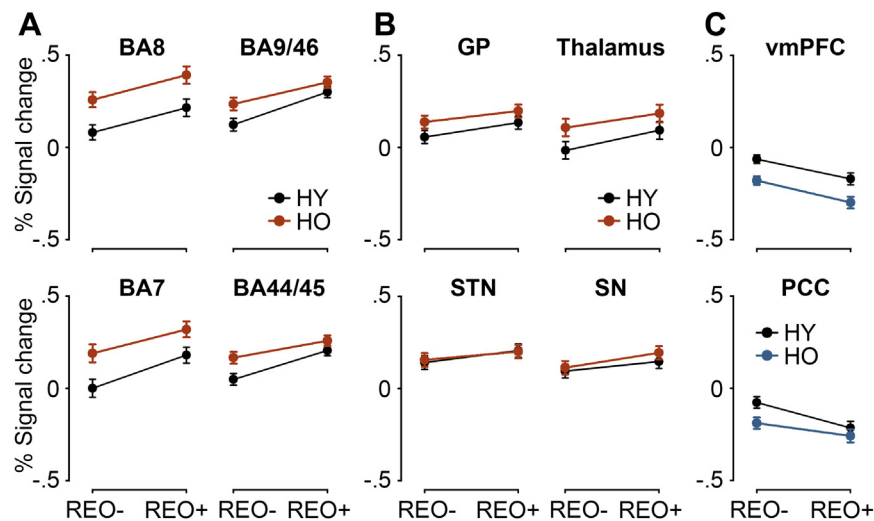 A
B
C
BA8
BA9/46
GP
Thalamus
vmPFC
% Signal change
.5
0
-.5
HY
HO
HY
HO
BA7
BA44/45
STN
SN
PCC
% Signal change
.5
0
-.5
.5
0
-.5
.5
0
-.5
.5
0
-.5
.5
0
-.5
HY
HO
REO- REO+
REO- REO+
REO- REO+
REO- REO+
REO- REO+